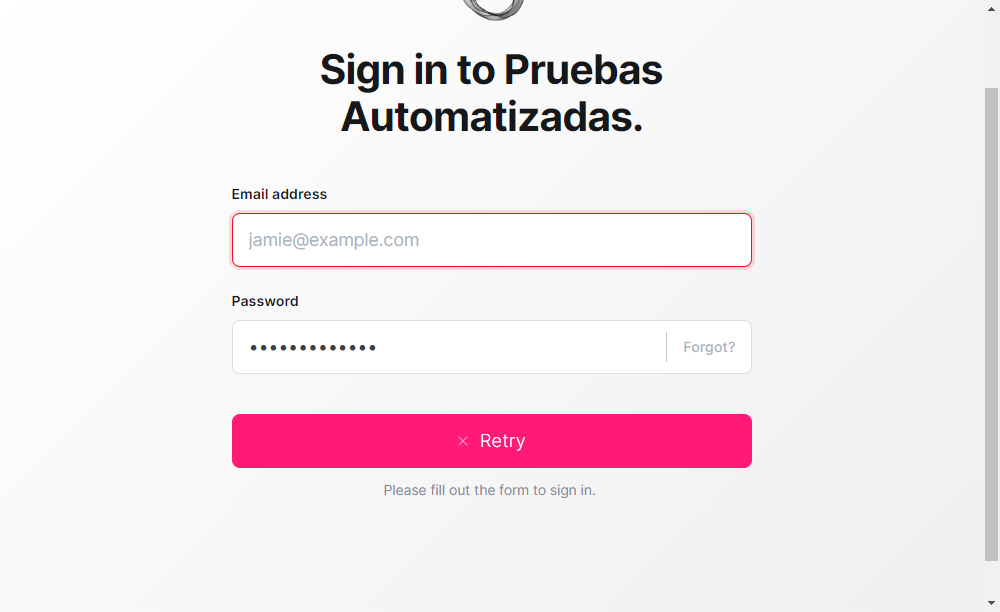 Sign in to Pruebas
Automatizadas.
Email address
jamie@example.com
Password
•••••••••••••
Forgot?
× Retry
Please fill out the form to sign in.